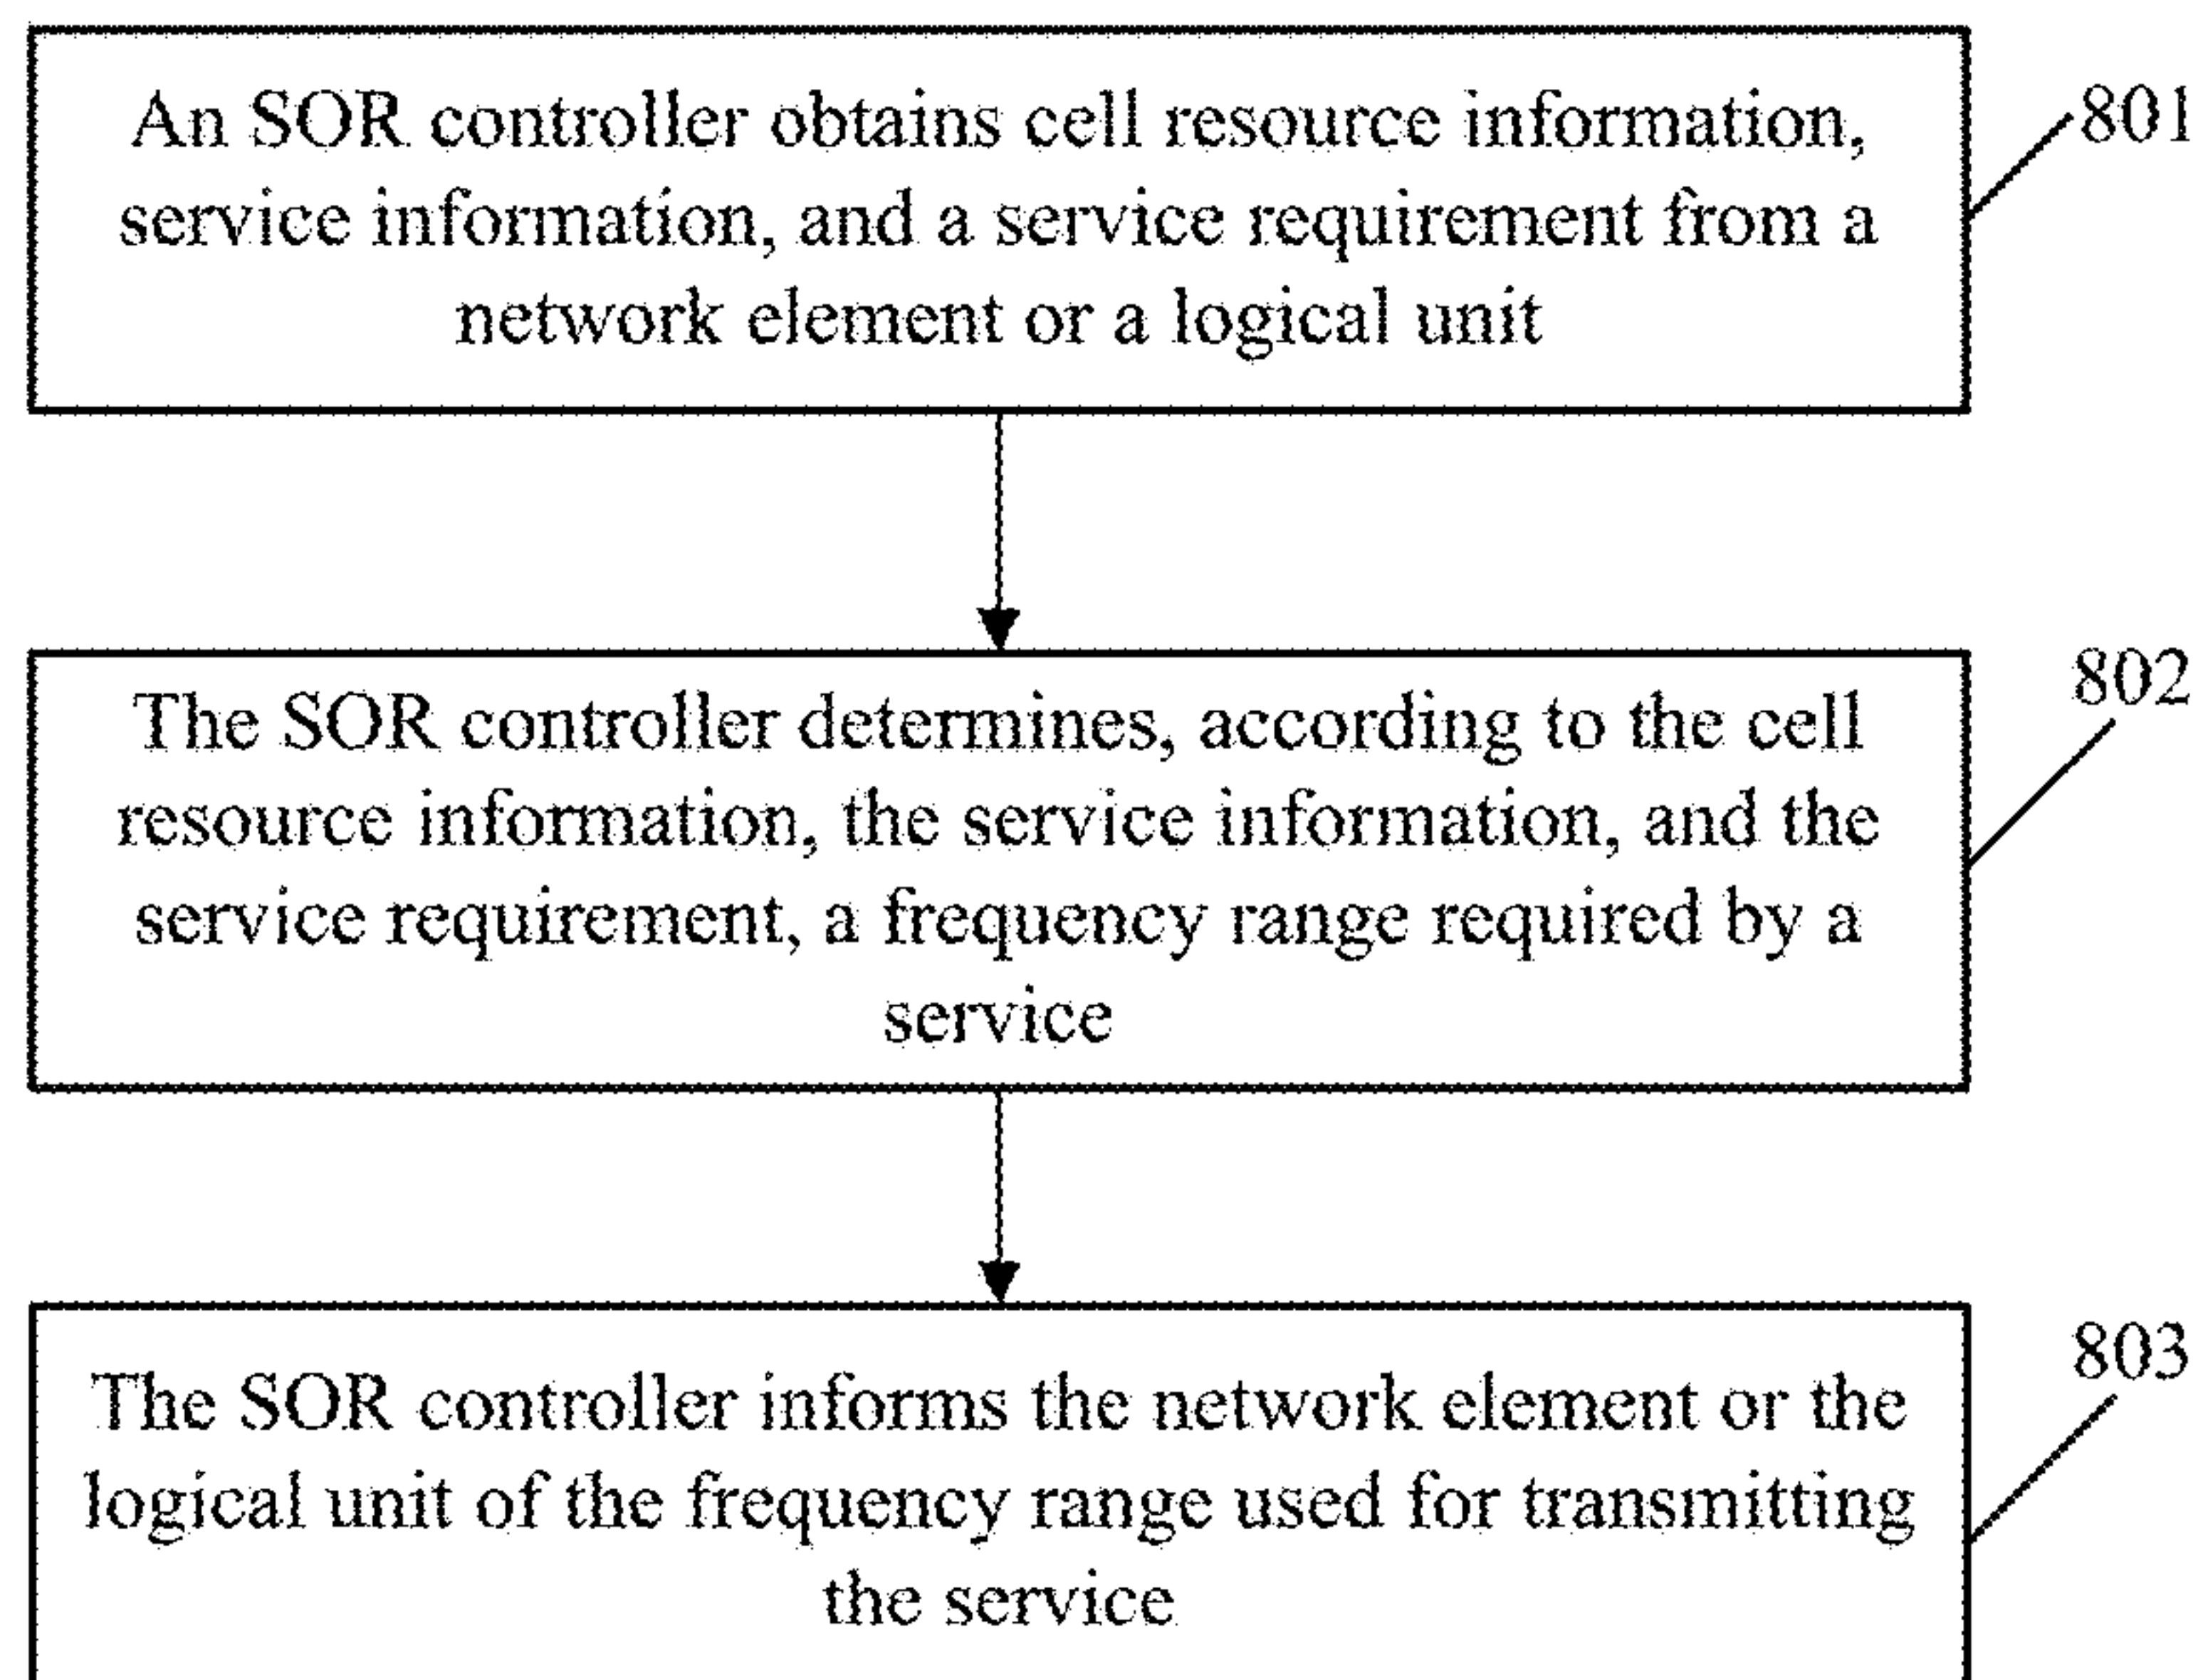 An SOR controller obtains cell resource information,
service information, and a service requirement from a
network element or a logical unit
801
The SOR controller determines, according to the cell
resource information, the service information, and the
service requirement, a frequency range required by a
service
802
The SOR controller informs the network element or the
logical unit of the frequency range used for transmitting
the service
803